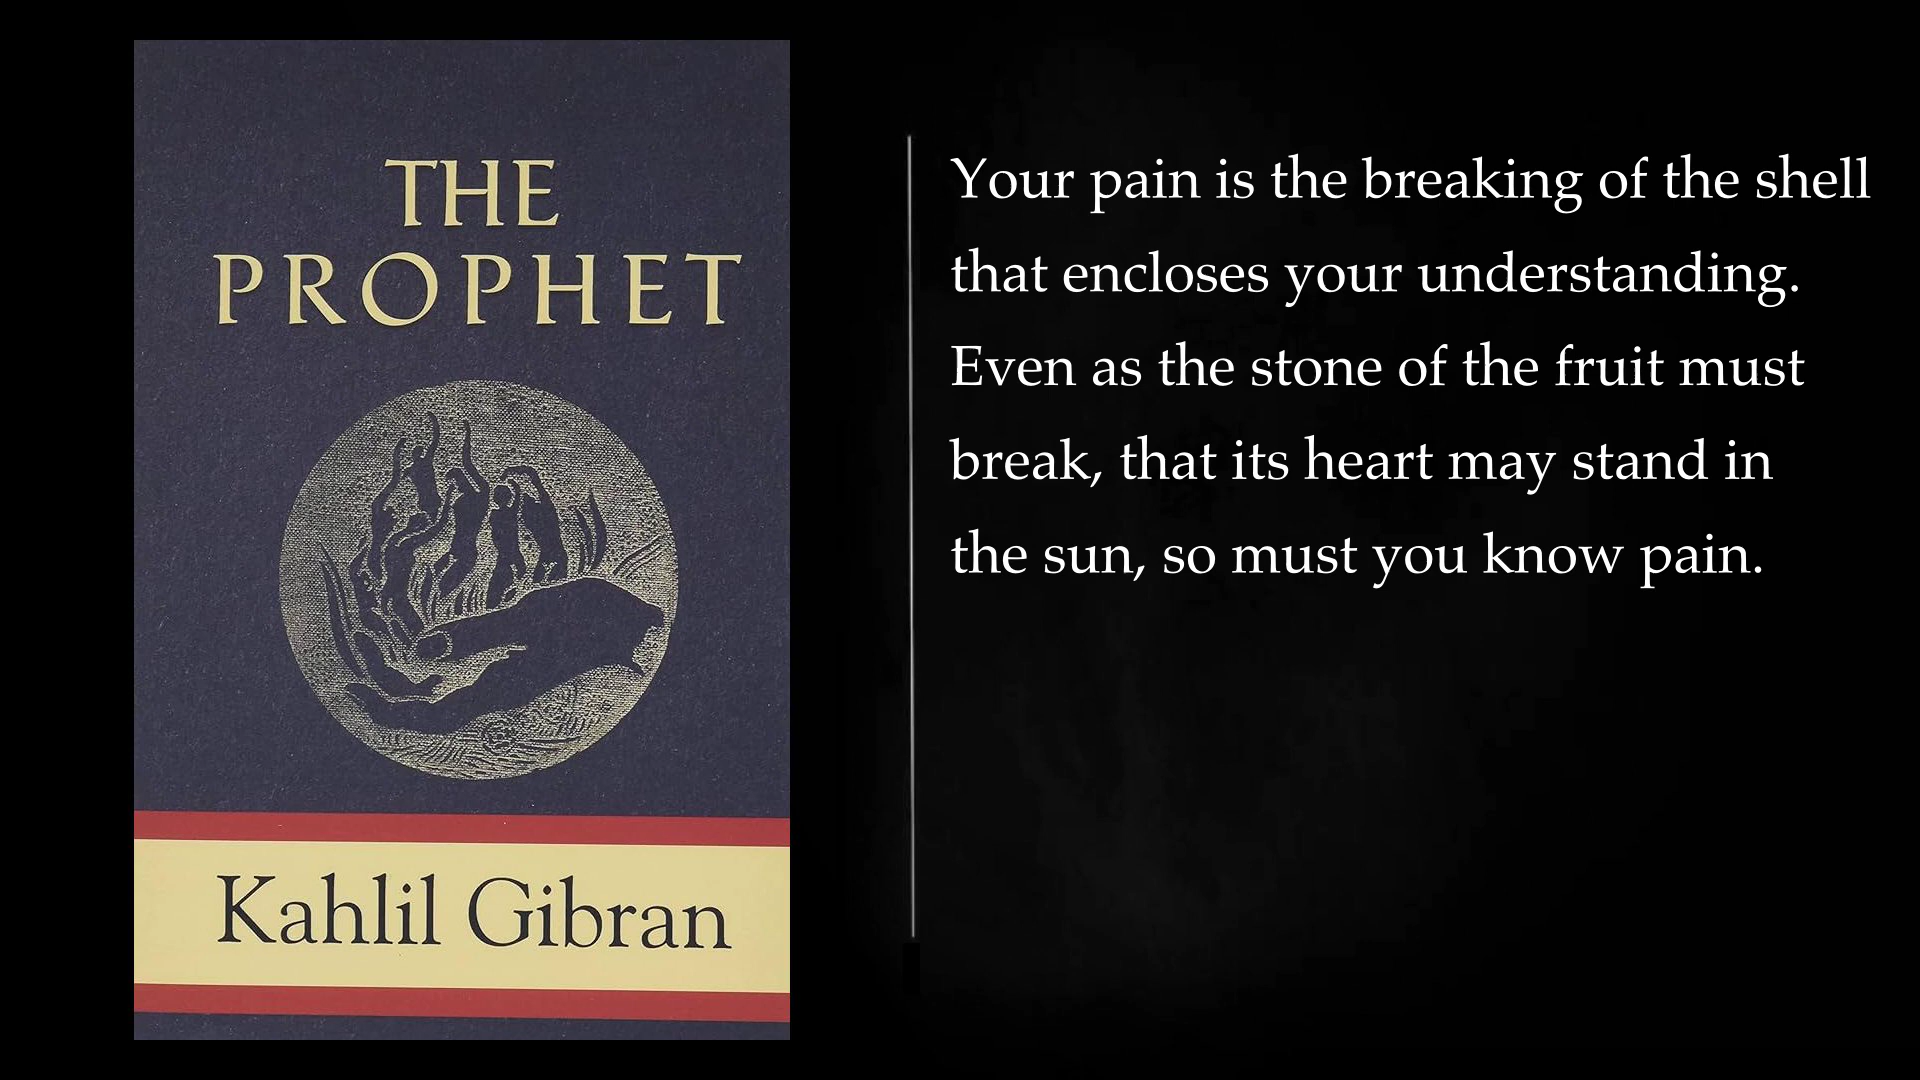 THE
PROPHET
Kahlil Gibran
Your pain is the breaking of the shell
that encloses your understanding.
Even as the stone of the fruit must
break, that its heart may stand in
the sun, so must you know pain.